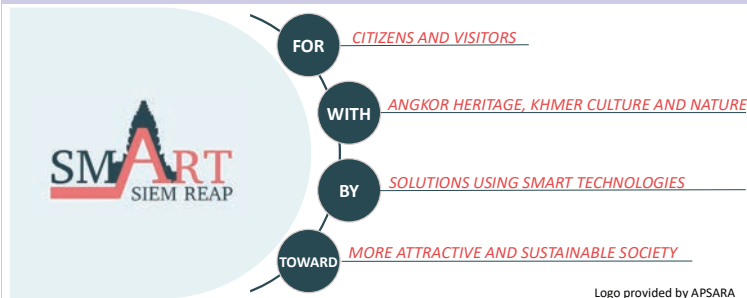 SMART
SIEM REAP
FOR
CITIZENS AND VISITORS
WITH
ANGKOR HERITAGE, KHMER CULTURE AND NATURE
BY
SOLUTIONS USING SMART TECHNOLOGIES
TOWARD
MORE ATTRACTIVE AND SUSTAINABLE SOCIETY
Logo provided by APSARA